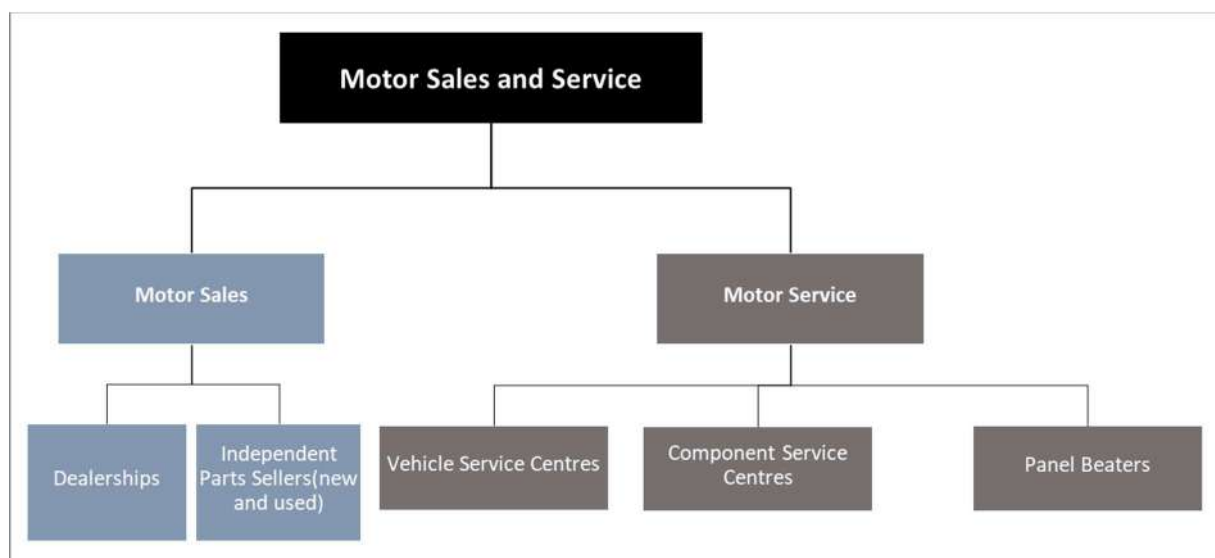 Motor Sales and Service
Motor Sales
Motor Service
Dealerships
Independent
Parts Sellers(new
and used)
Vehicle Service Centres
Component Service
Centres
Panel Beaters